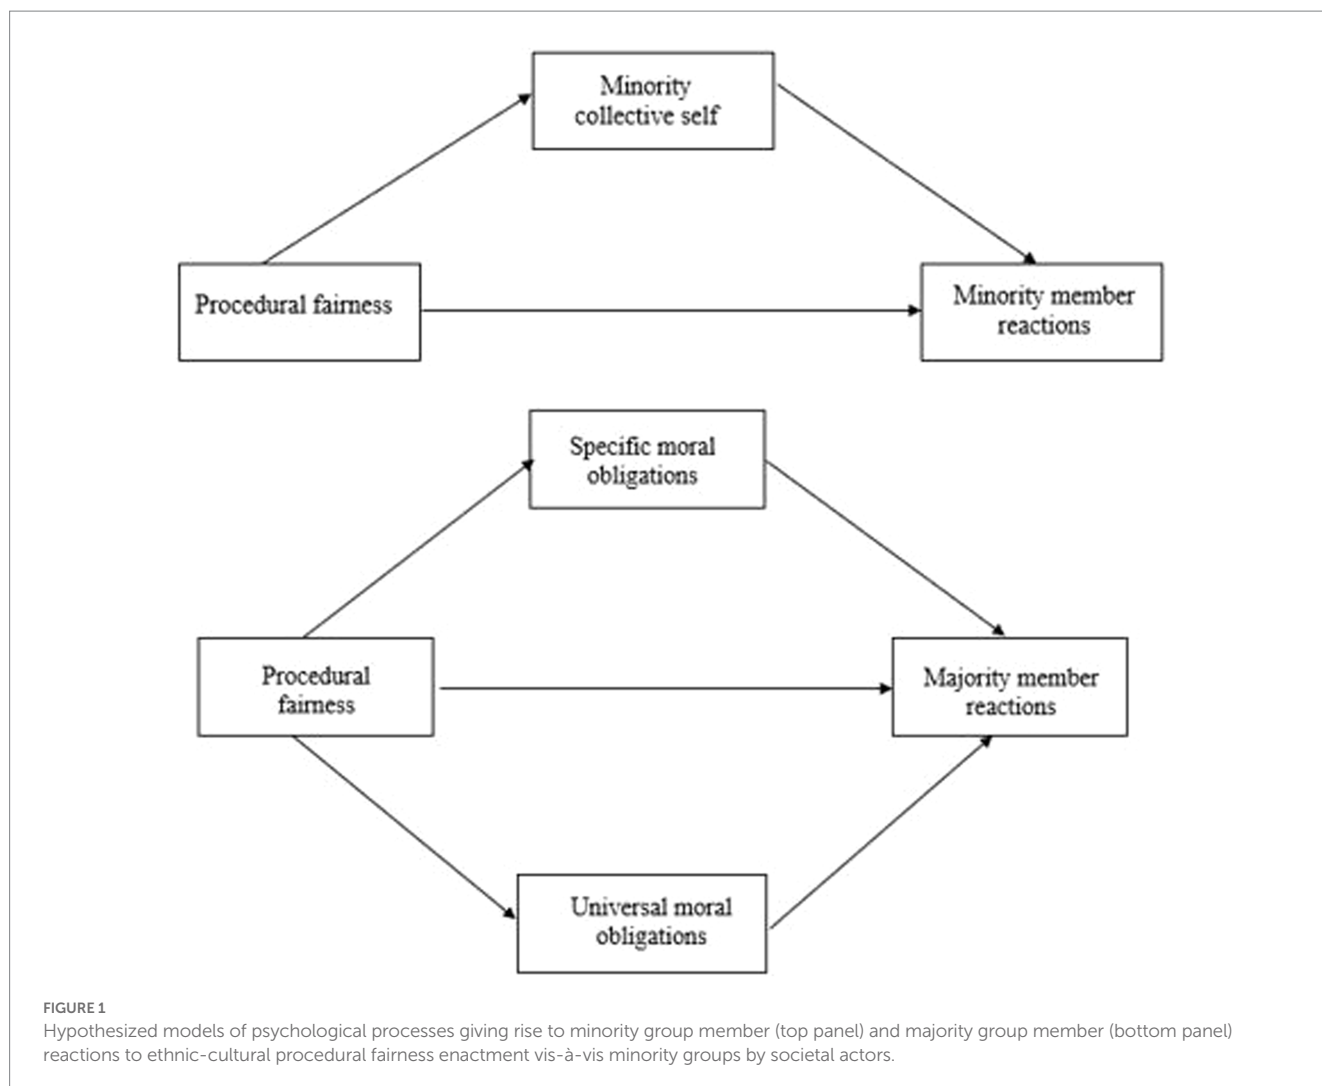 Minority
collective self
Procedural fairness
Minority member
reactions
Specific moral
obligations
Procedural
fairness
Majority member
reactions
Universal moral
obligations
FIGURE 1
Hypothesized models of psychological processes giving rise to minority group member (top panel) and majority group member (bottom panel)
reactions to ethnic-cultural procedural fairness enactment vis-à-vis minority groups by societal actors.